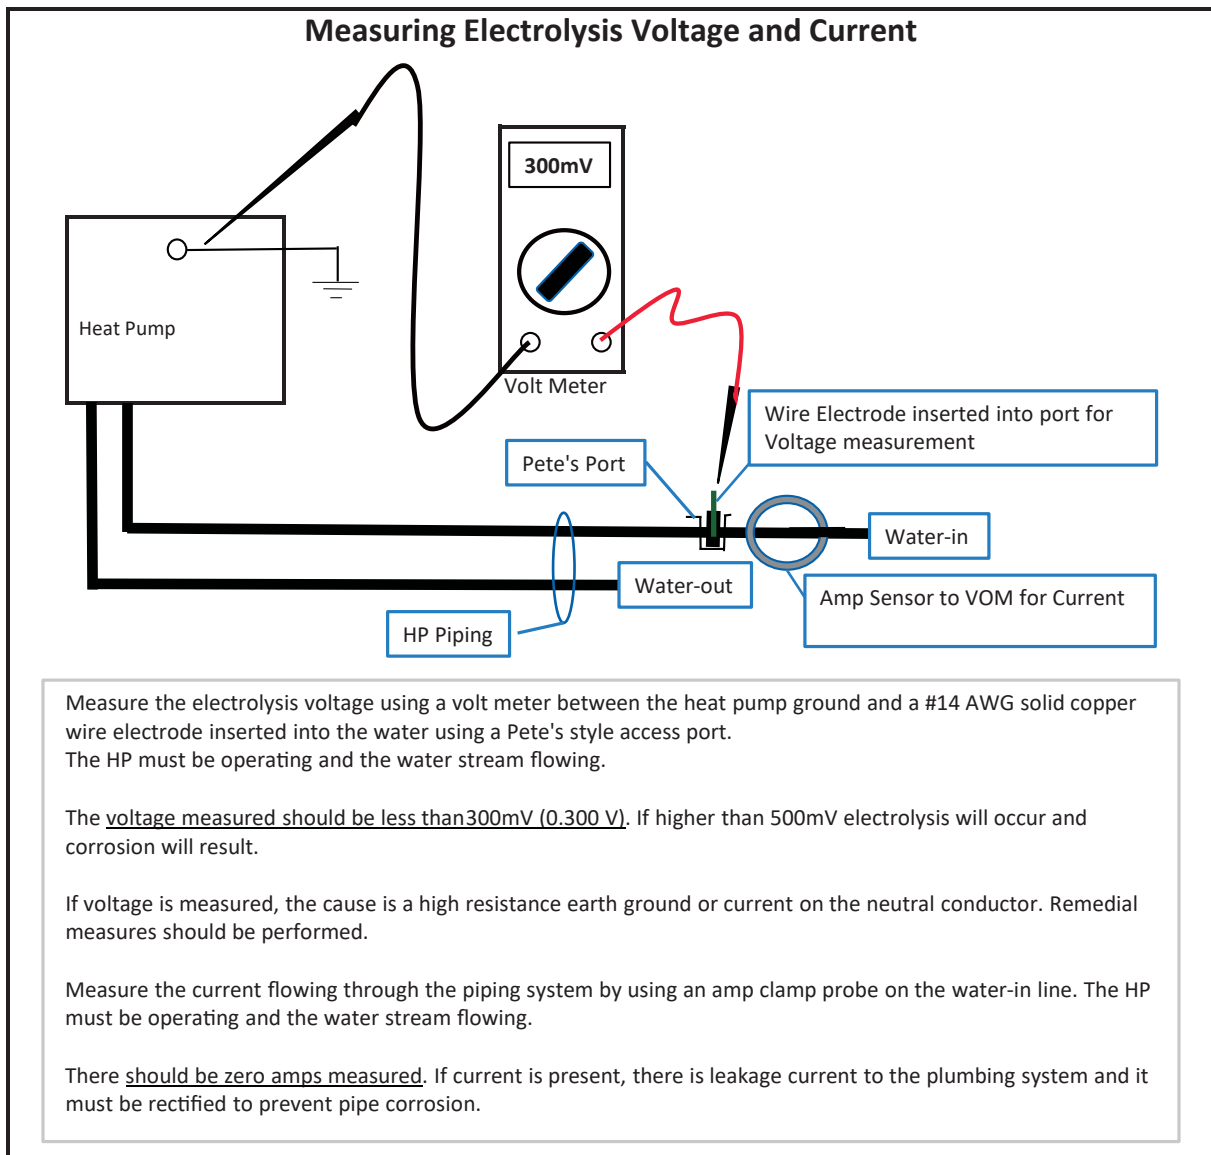 Measuring Electrolysis Voltage and Current
300mV
Heat Pump
Volt Meter
Wire Electrode inserted into port for
Voltage measurement
Pete's Port
Water-in
Water-out
Amp Sensor to VOM for Current
HP Piping
Measure the electrolysis voltage using a volt meter between the heat pump ground and a #14 AWG solid copper
wire electrode inserted into the water using a Pete's style access port.
The HP must be operating and the water stream flowing.
The voltage measured should be less than300mV (0.300 V). If higher than 500mV electrolysis will occur and
corrosion will result.
If voltage is measured, the cause is a high resistance earth ground or current on the neutral conductor. Remedial
measures should be performed.
Measure the current flowing through the piping system by using an amp clamp probe on the water-in line. The HP
must be operating and the water stream flowing.
There should be zero amps measured. If current is present, there is leakage current to the plumbing system and it
must be rectified to prevent pipe corrosion.